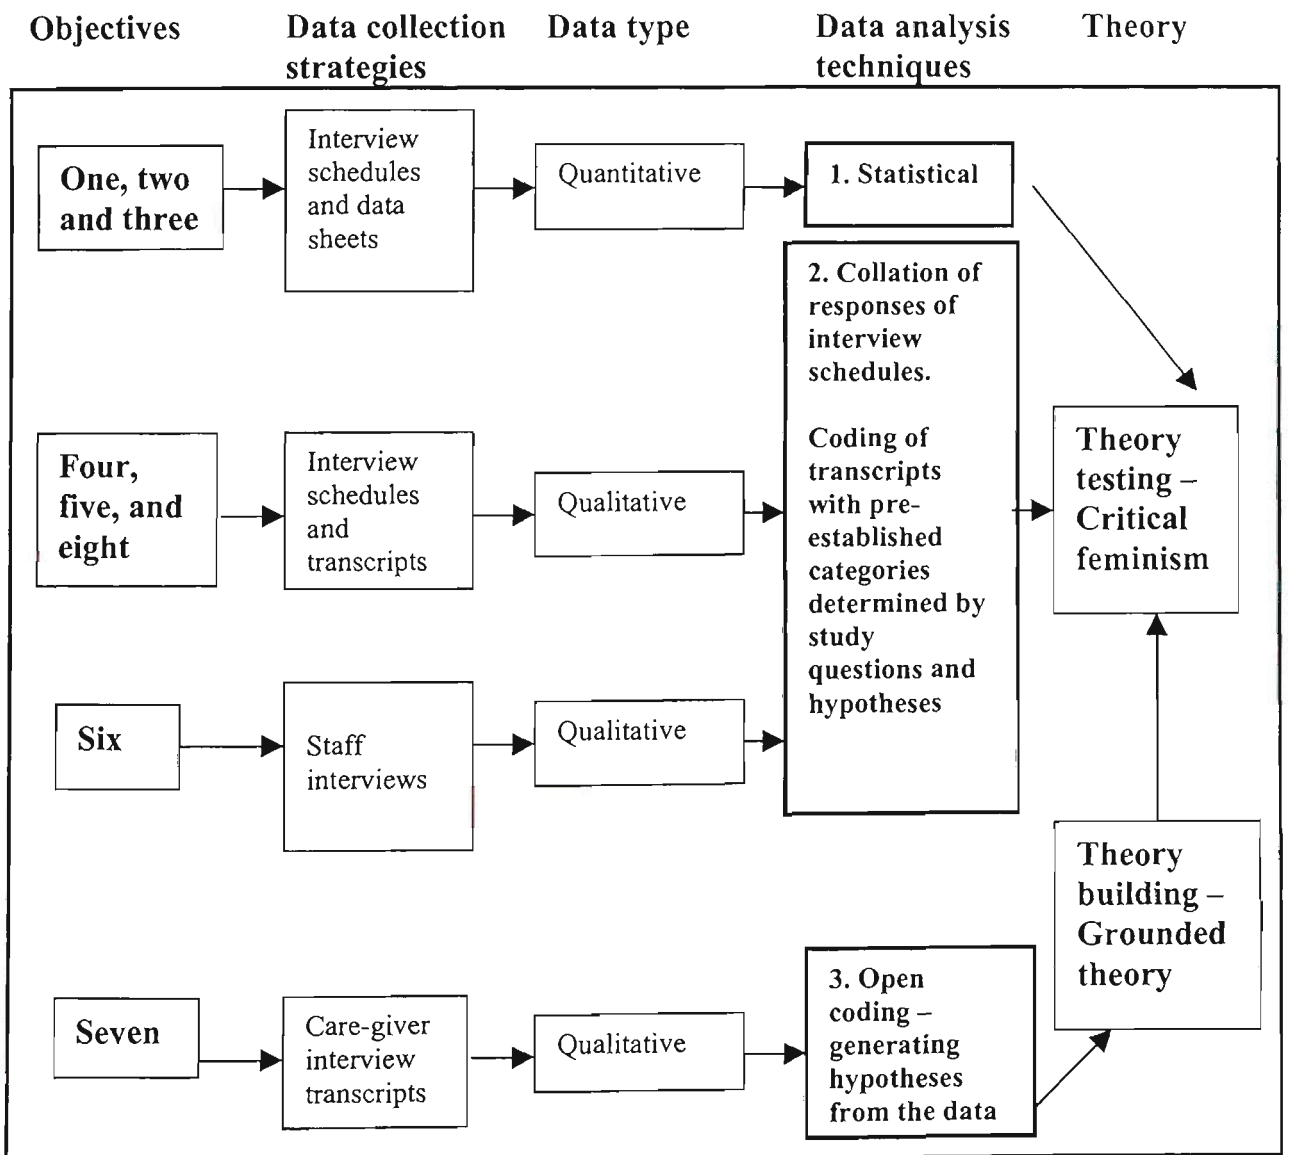 Objectives
Data collection
strategies
Data type
Data analysis
techniques
Theory
One, two
and three
Interview
schedules
and data
sheets
Quantitative
1. Statistical
Four,
five, and
eight
Interview
schedules
and
transcripts
Qualitative
2. Collation of
responses of
interview
schedules.
Coding of
transcripts
with pre-
established
categories
determined by
study
questions and
hypotheses
Theory
testing –
Critical
feminism
Six
Staff
interviews
Qualitative
Theory
building –
Grounded
theory
Seven
Care-giver
interview
transcripts
Qualitative
3. Open
coding –
generating
hypotheses
from the data